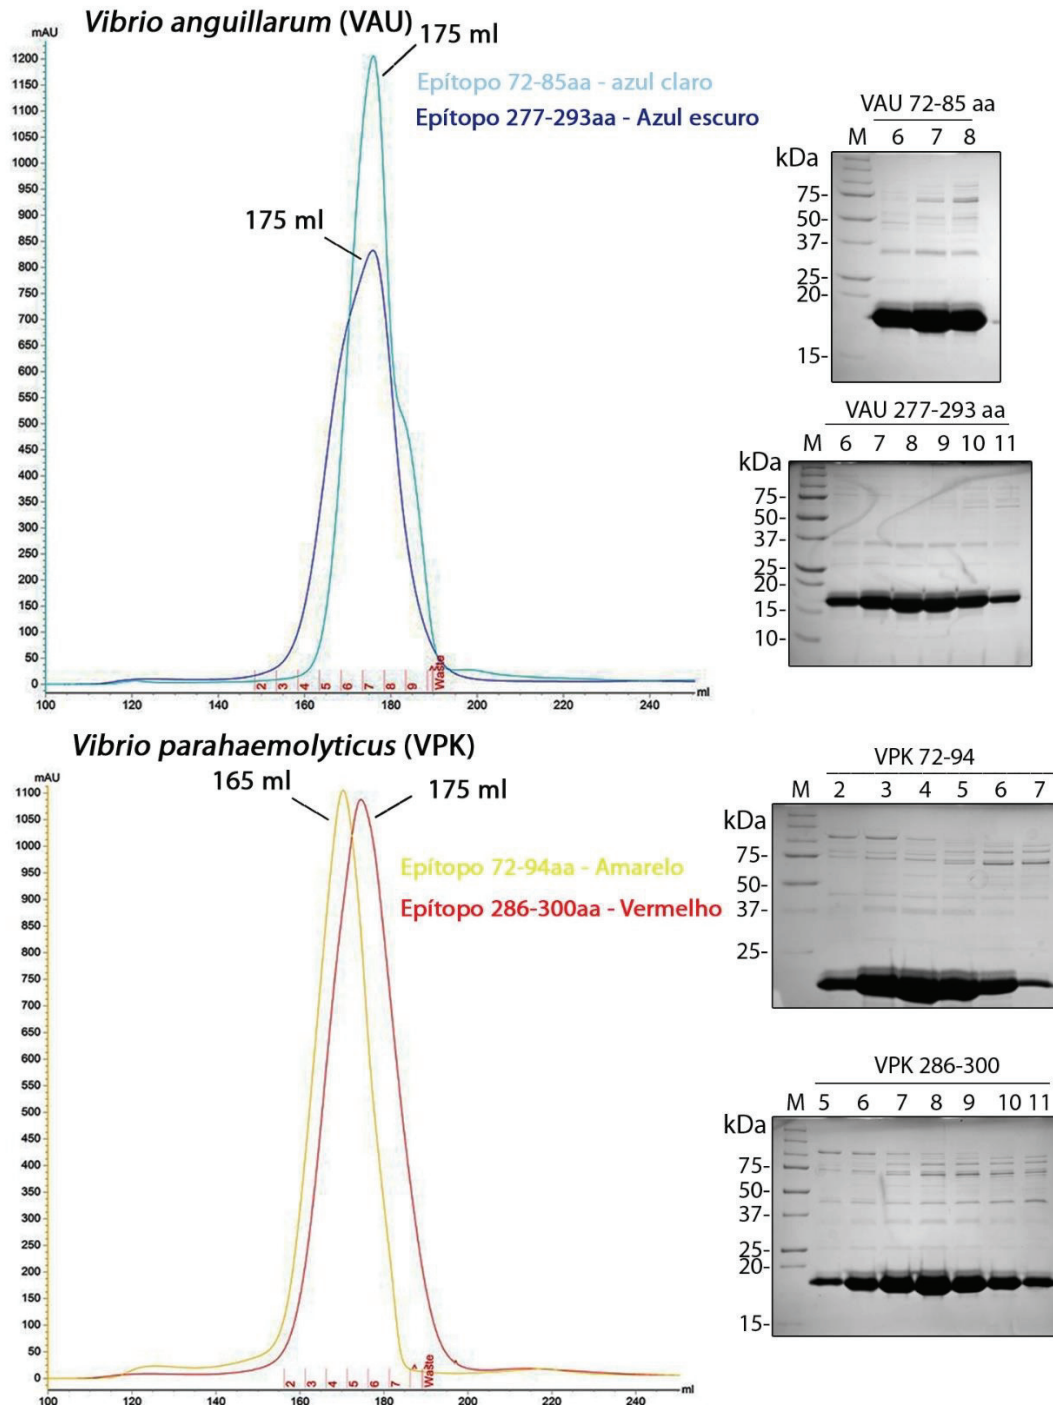 Vibrio anguillarum (VAU)
mAU
175 ml
Epítopo 72-85aa - azul claro
Epítopo 277-293aa - Azul escuro
175 ml
1200
1150
1100
1050
1000
950
900
850
800
750
700
650
600
550
500
450
400
350
300
250
200
150
100
50
0
2 3 4 5 6 7 8 9 Waste
100 120 140 160 180 200 220 240 ml
VAU 72-85 aa
M 6 7 8
kDa
75-
50-
37-
25-
20-
15-
VAU 277-293 aa
M 6 7 8 9 10 11
kDa
75-
50-
37-
25-
20-
15-
10-
Vibrio parahaemolyticus (VPK)
mAU
165 ml
175 ml
Epítopo 72-94aa - Amarelo
Epítopo 286-300aa - Vermelho
1100
1050
1000
950
900
850
800
750
700
650
600
550
500
450
400
350
300
250
200
150
100
50
0
2 3 4 5 6 7 Waste
100 120 140 160 180 200 220 240 ml
VPK 72-94
M 2 3 4 5 6 7
kDa
75-
50-
37-
25-
VPK 286-300
M 5 6 7 8 9 10 11
kDa
75-
50-
37-
25-
20-
15-